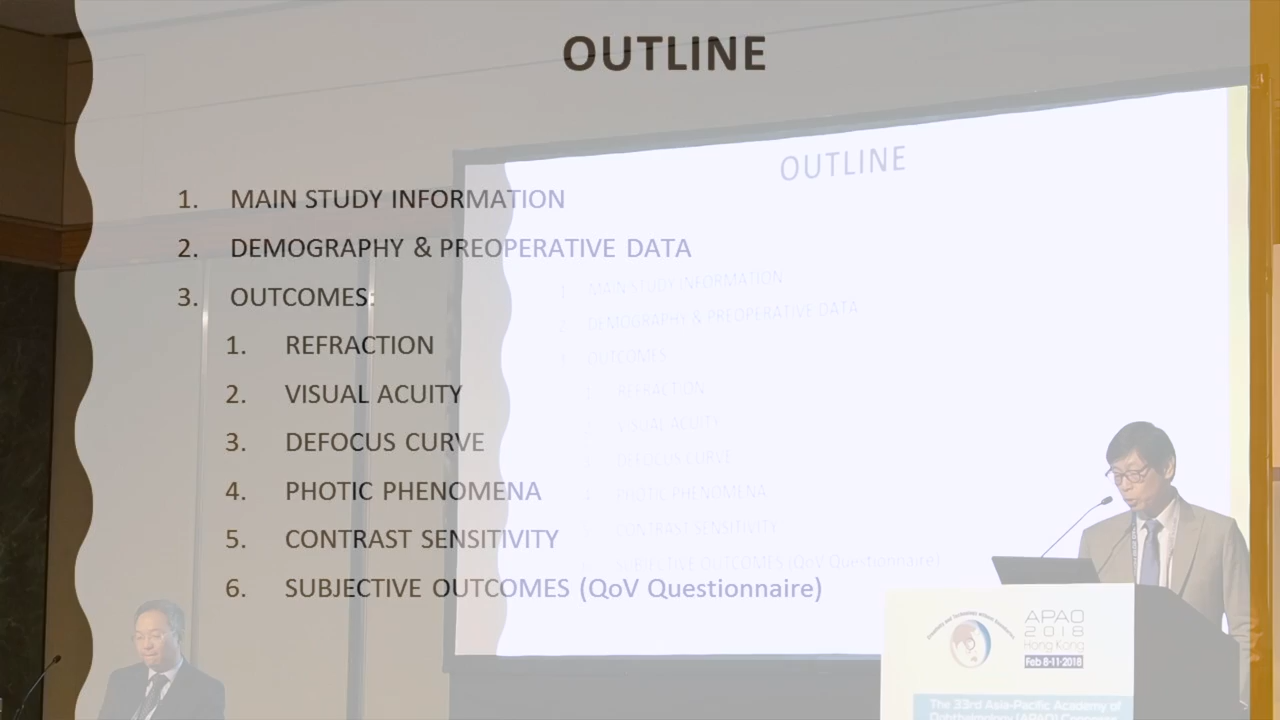 OUTLINE
1. MAIN STUDY INFORMATION
2. DEMOGRAPHY & PREOPERATIVE DATA
3. OUTCOMES:
1. REFRACTION
2. VISUAL ACUITY
3. DEFOCUS CURVE
4. PHOTIC PHENOMENA
5. CONTRAST SENSITIVITY
6. SUBJECTIVE OUTCOMES (QoV Questionnaire)
OUTLINE
MAIN STUDY INFORMATION
DEMOGRAPHY & PREOPERATIVE DATA
OUTCOMES
REFRACTION
VISUAL ACUITY
DEFOCUS CURVE
PHOTIC PHENOMENA
CONTRAST SENSITIVITY
SUBJECTIVE OUTCOMES (QoV Questionnaire)
APAO
2018
Hong Kong
Feb 8-11·2018
The 33rd Asia-Pacific Academy of
Ophthalmology (APAO) Congress